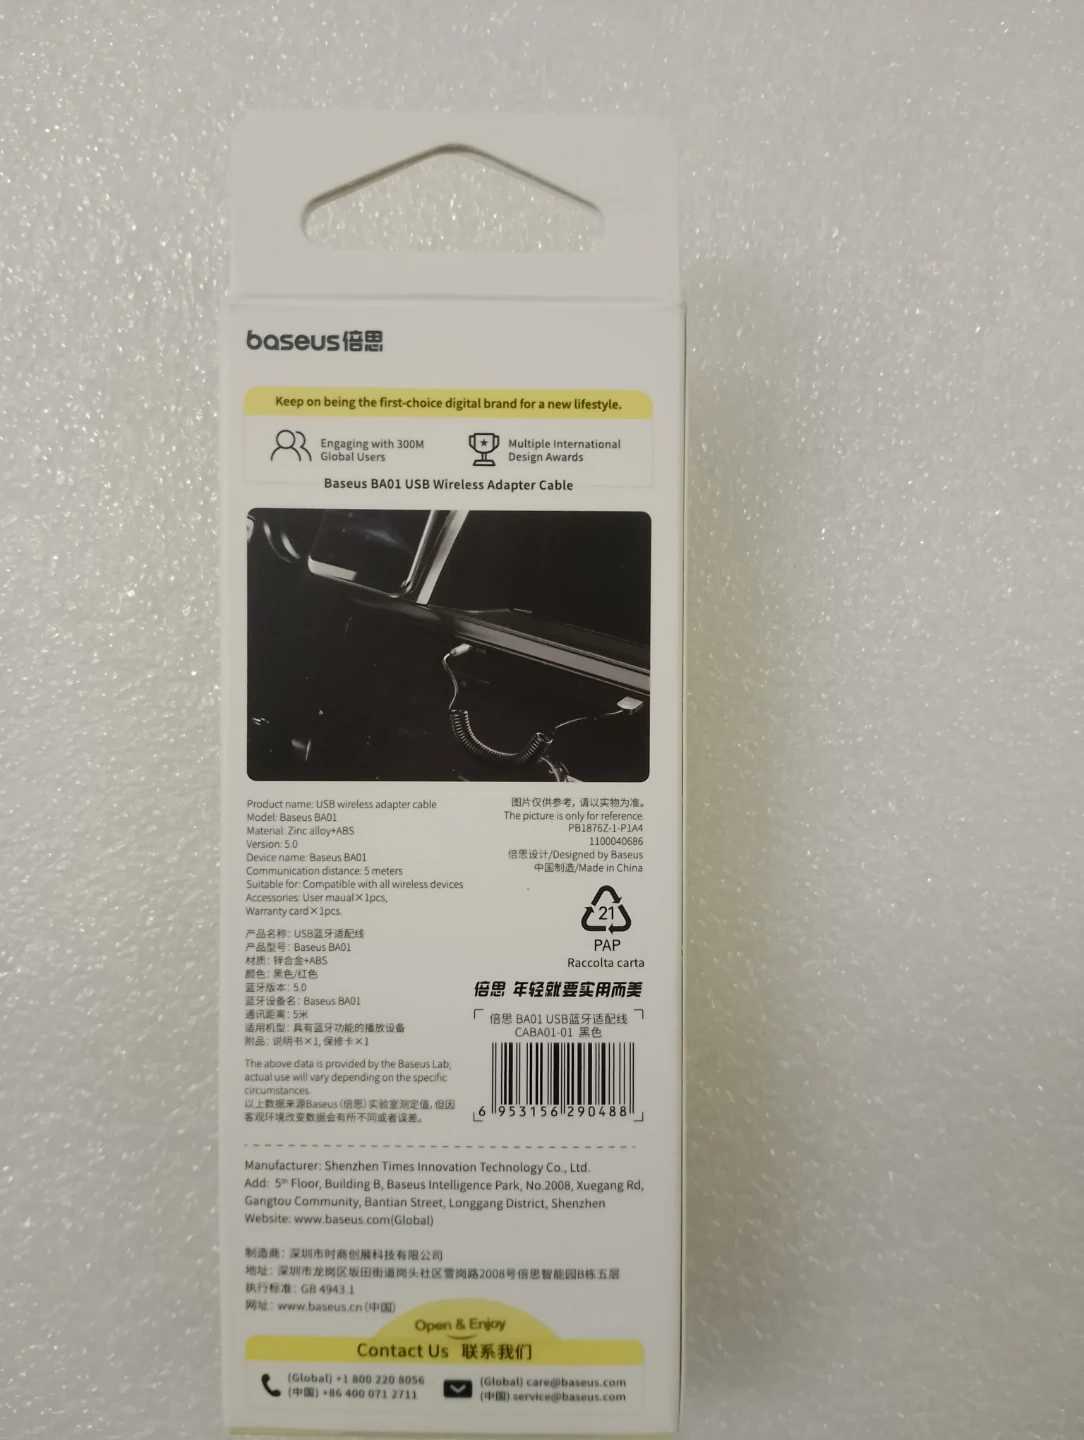 baseus倍思
Keep on being the first-choice digital brand for a new lifestyle.
Engaging with 300M
Global Users
Multiple International
Design Awards
Baseus BA01 USB Wireless Adapter Cable
Product name: USB wireless adapter cable
Model: Baseus BA01
Material: Zinc alloy+ABS
Version: 5.0
Device name: Baseus BA01
Communication distance: 5 meters
Suitable for: Compatible with all wireless devices
Accessories: User maual×1pcs,
Warranty card×1pcs.
产品名称: USB蓝牙适配线
产品型号: Baseus BA01
材质: 锌合金+ABS
颜色: 黑色/红色
蓝牙版本: 5.0
蓝牙设备名: Baseus BA01
通讯距离: 5米
适用机型: 具有蓝牙功能的播放设备
附品: 说明书×1, 保修卡×1
The above data is provided by the Baseus Lab,
actual use will vary depending on the specific
circumstances.
以上数据来源Baseus(倍思)实验室测定值,但因
客观环境改变数据会有所不同或者误差。
图片仅供参考, 请以实物为准。
The picture is only for reference.
PB1876Z-1-P1A4
1100040686
倍思设计/Designed by Baseus
中国制造/Made in China
21
PAP
Raccolta carta
倍思 年轻就要实用而美
倍思 BA01 USB蓝牙适配线
CABA01-01 黑色
6 953156 290488
Manufacturer: Shenzhen Times Innovation Technology Co., Ltd.
Add: 5th Floor, Building B, Baseus Intelligence Park, No.2008, Xuegang Rd,
Gangtou Community, Bantian Street, Longgang District, Shenzhen
Website: www.baseus.com(Global)
制造商: 深圳市时商创展科技有限公司
地址: 深圳市龙岗区坂田街道岗头社区雪岗路2008号倍思智能园B栋五层
执行标准: GB 4943.1
网址: www.baseus.cn (中国)
Open & Enjoy
Contact Us 联系我们
(Global) +1 800 220 8056
(中国) +86 400 071 2711
(Global) care@baseus.com
(中国) service@baseus.com